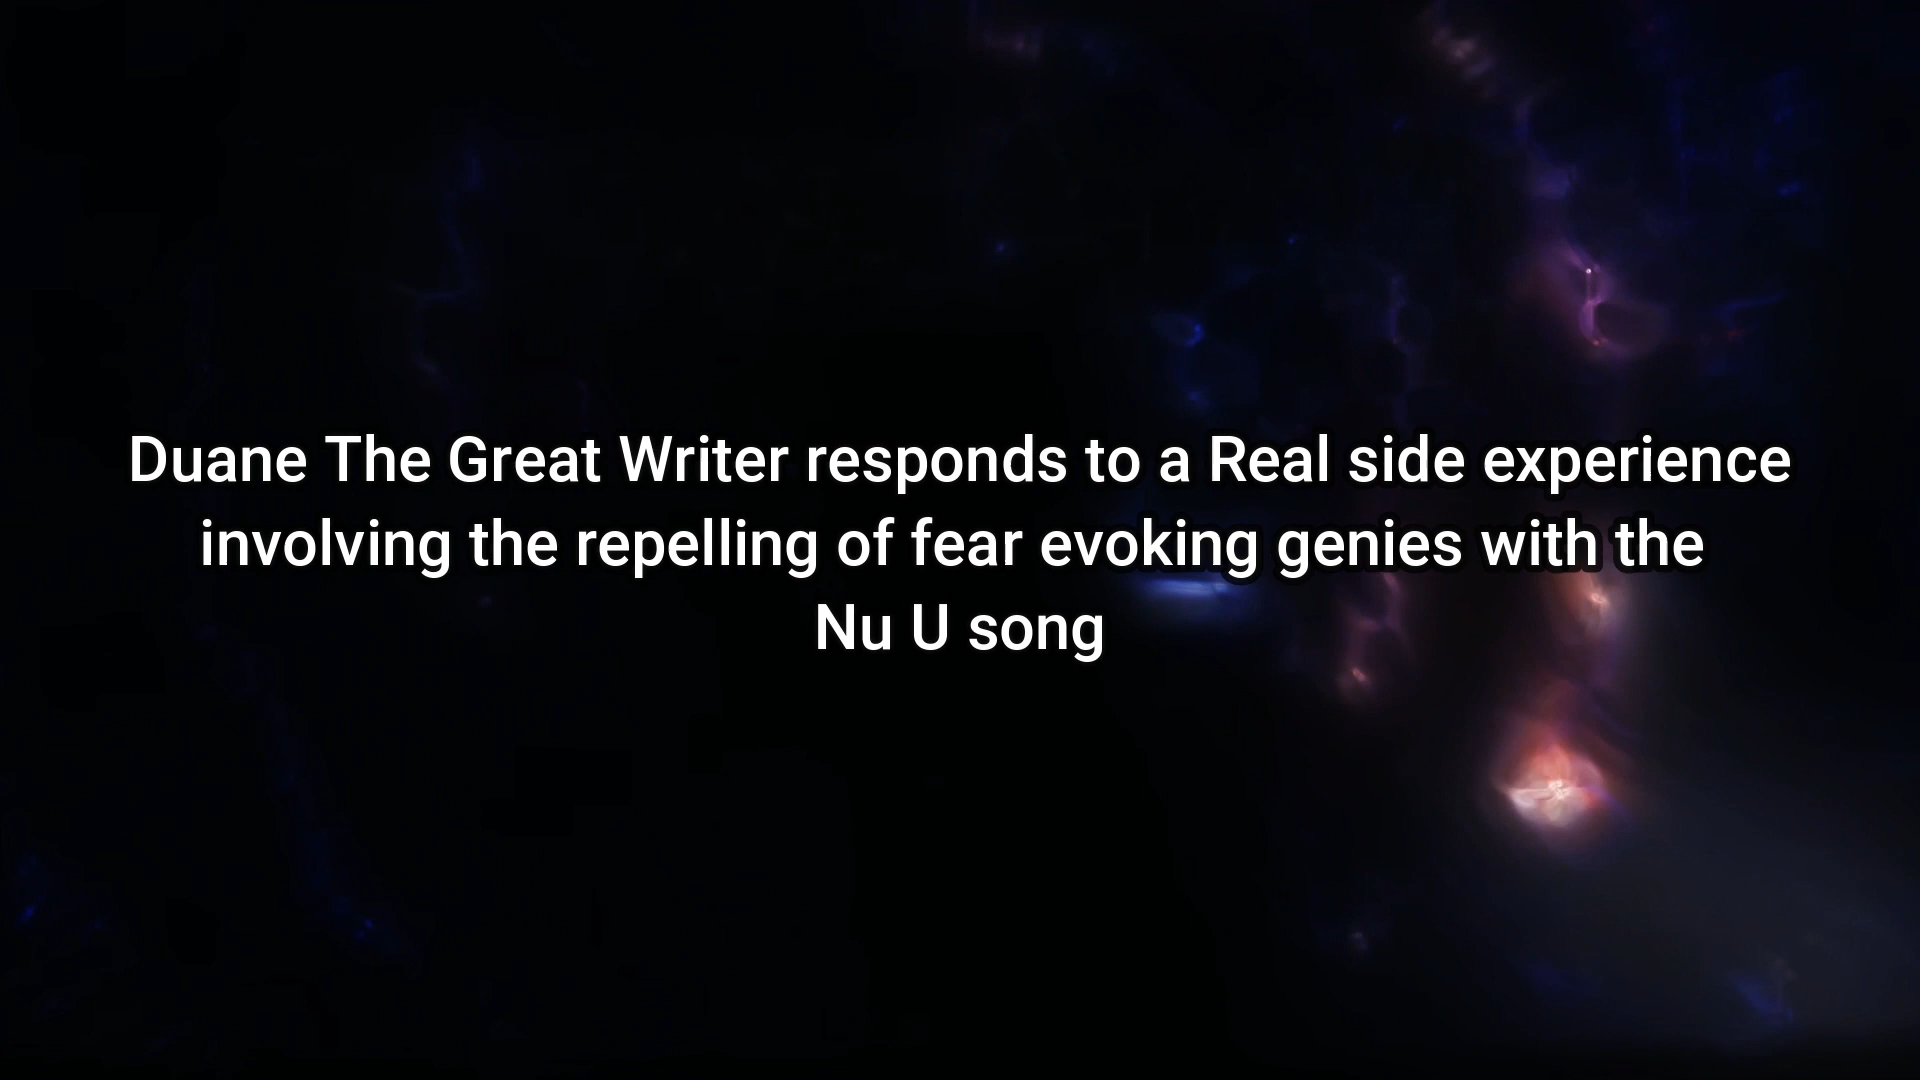 Duane The Great Writer responds to a Real side experience
involving the repelling of fear evoking genies with the
Nu U song